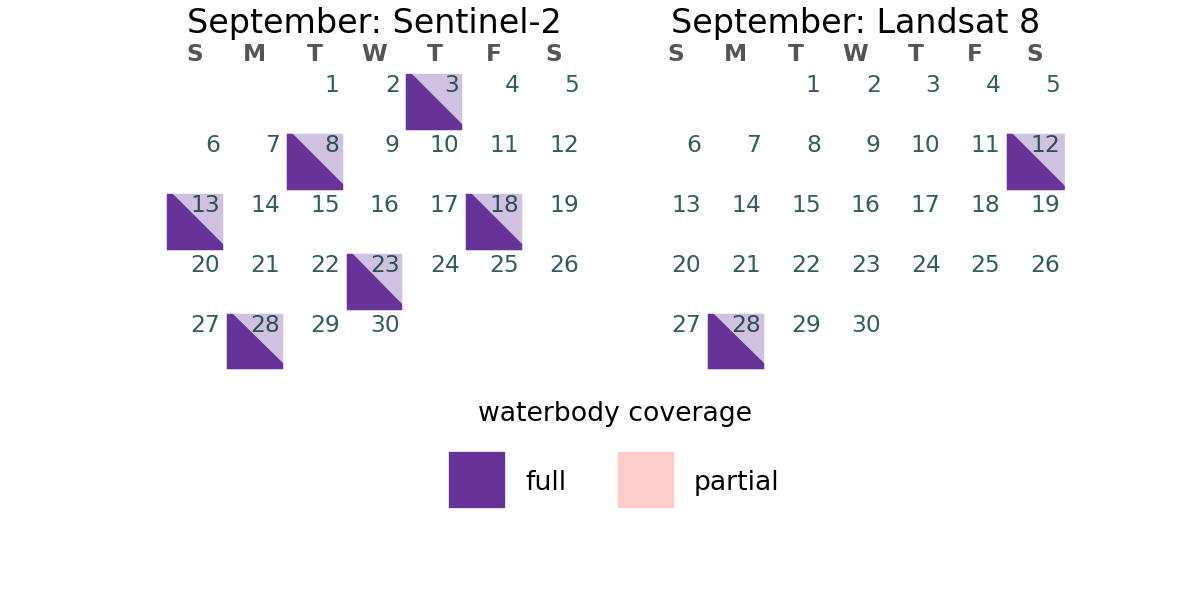 September: Sentinel-2
S M T W T F S
1 2 3 4 5
6 7 8 9 10 11 12
13 14 15 16 17 18 19
20 21 22 23 24 25 26
27 28 29 30
September: Landsat 8
S M T W T F S
1 2 3 4 5
6 7 8 9 10 11 12
13 14 15 16 17 18 19
20 21 22 23 24 25 26
27 28 29 30
waterbody coverage
full partial